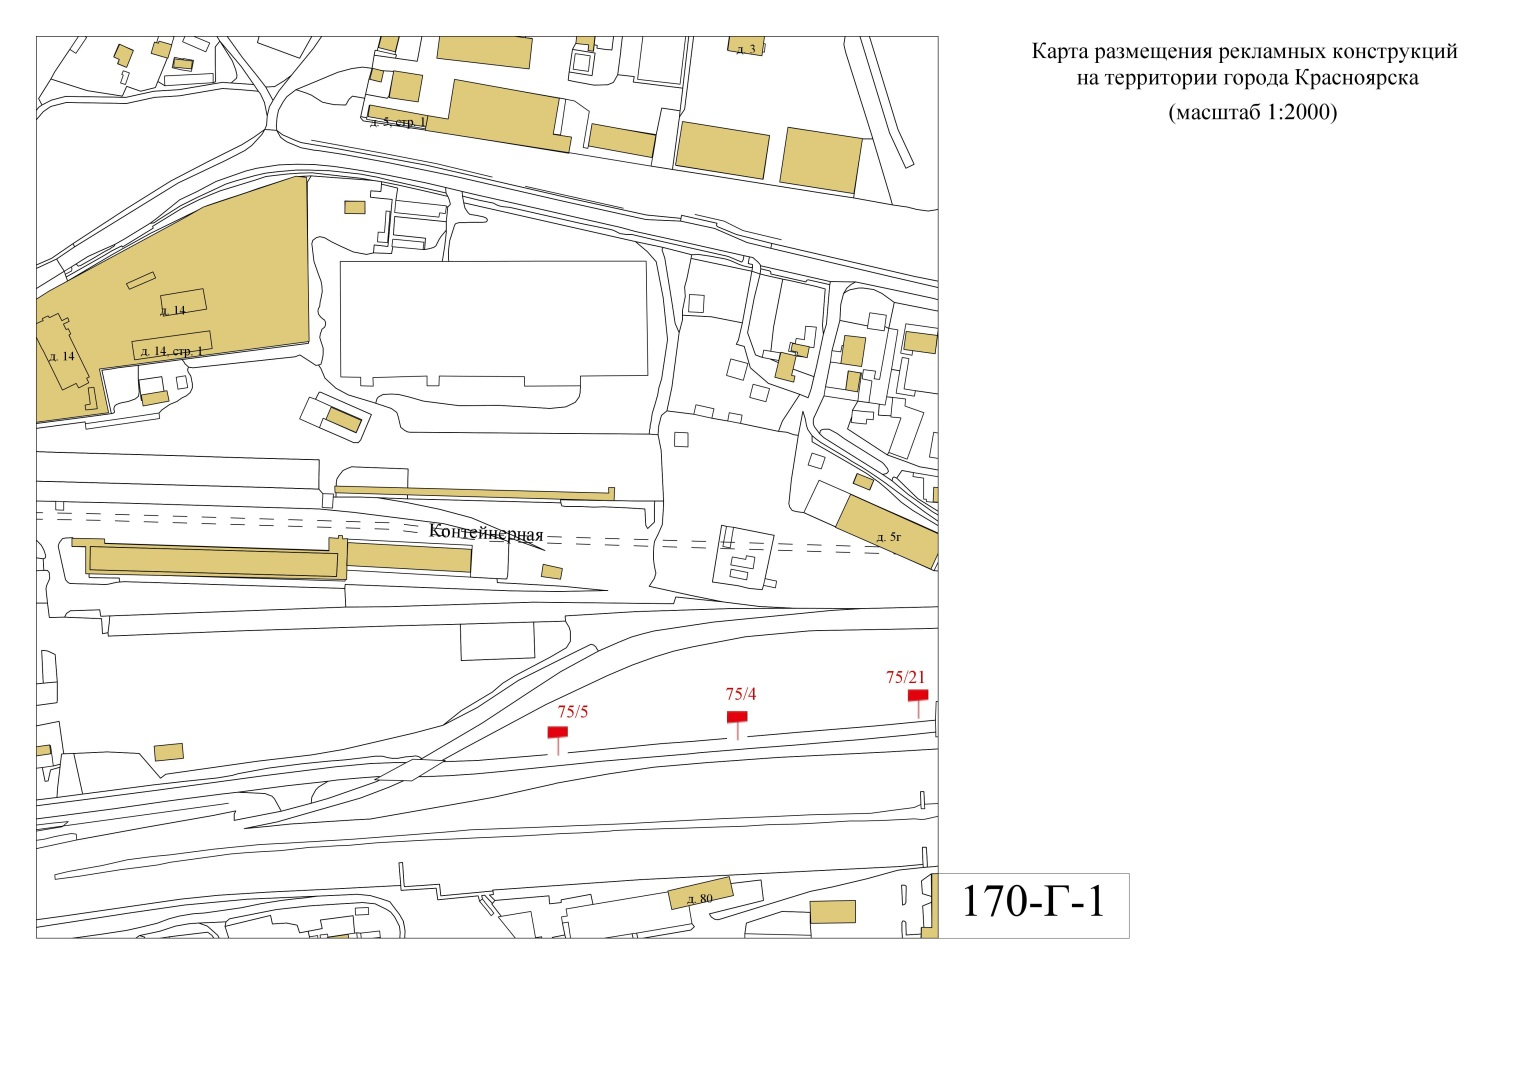 Карта размещения рекламных конструкций
на территории города Красноярска
(масштаб 1:2000)
д. 3
д. 5, стр. 1
д. 14
д. 14, стр. 1
д. 14
Контейнерная
д. 5г
75/21
75/4
75/5
д. 80
170-Г-1